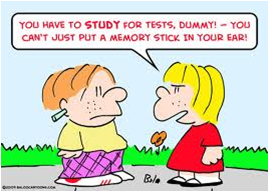 YOU HAVE TO STUDY FOR TESTS, DUMMY! - YOU
CAN'T JUST PUT A MEMORY STICK IN YOUR EAR!